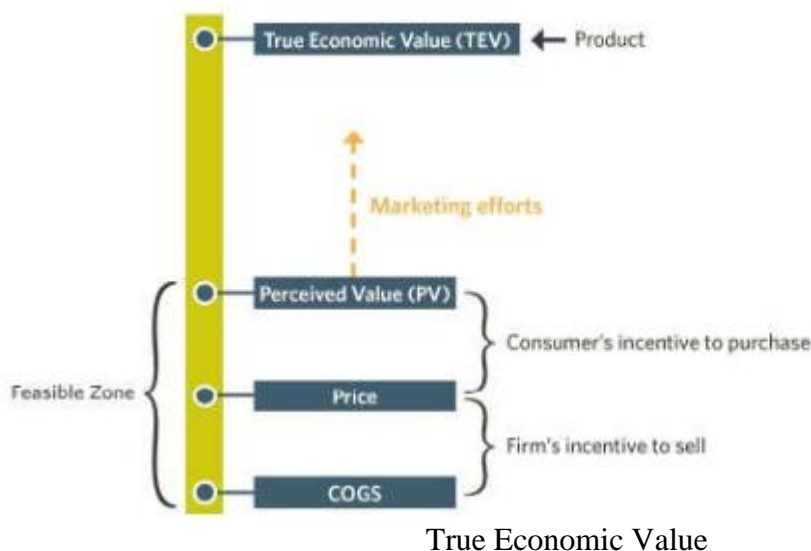 True Economic Value (TEV)
Product
Marketing efforts
Perceived Value (PV)
Consumer's incentive to purchase
Feasible Zone
Price
Firm's incentive to sell
COGS
True Economic Value